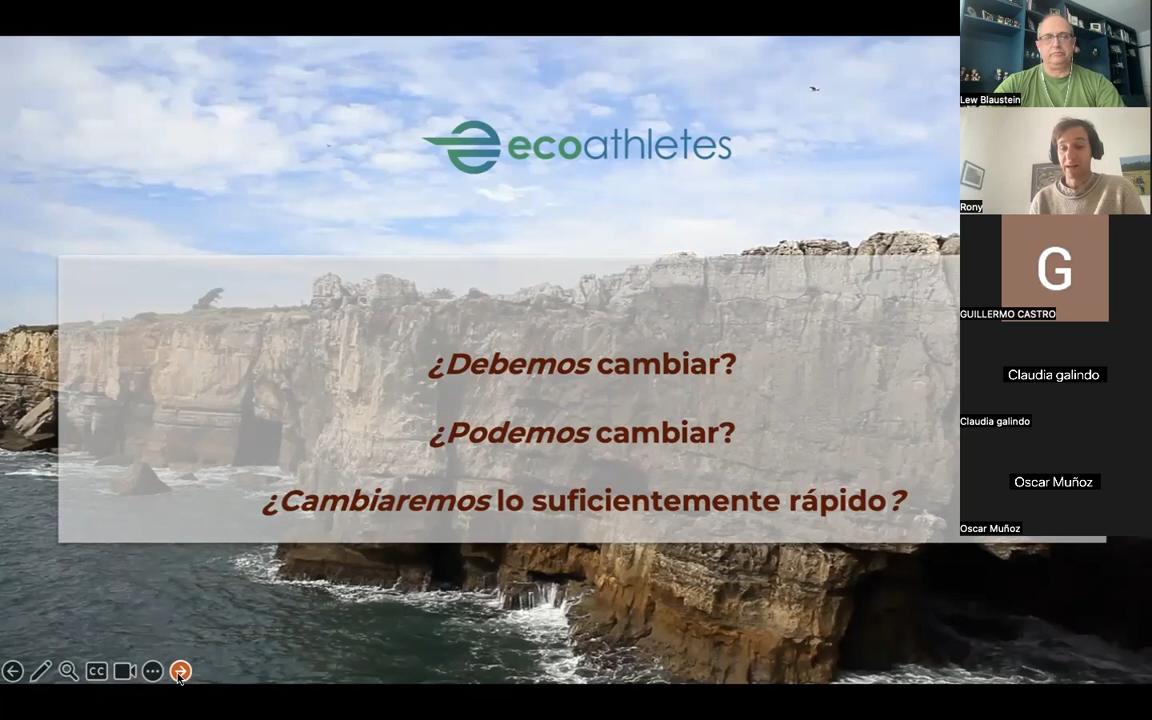 ecoathletes
¿Debemos cambiar?
¿Podemos cambiar?
¿Cambiaremos lo suficientemente rápido?
Lew Blaustein
Rony
G
GUILLERMO CASTRO
Claudia galindo
Claudia galindo
Oscar Muñoz
Oscar Muñoz
CC